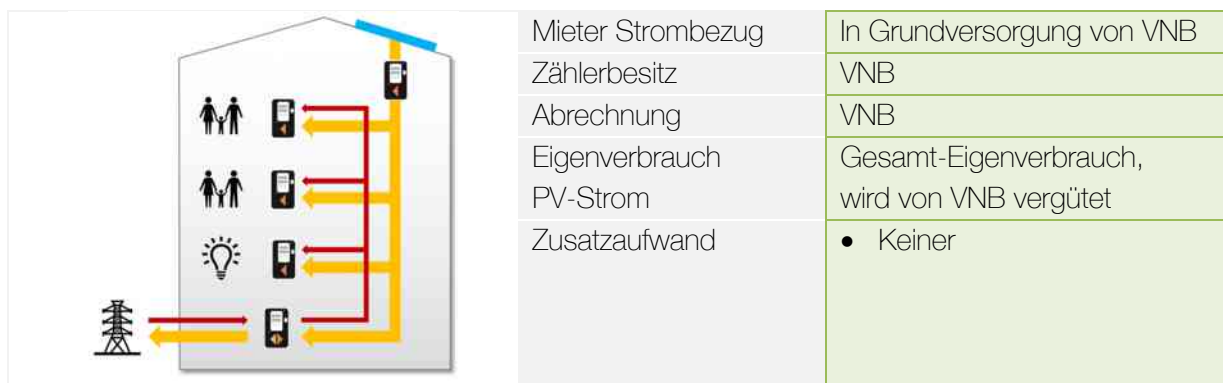 Mieter Strombezug In Grundversorgung von VNB
Zählerbesitz VNB
Abrechnung VNB
Eigenverbrauch Gesamt-Eigenverbrauch,
PV-Strom wird von VNB vergütet
Zusatzaufwand • Keiner